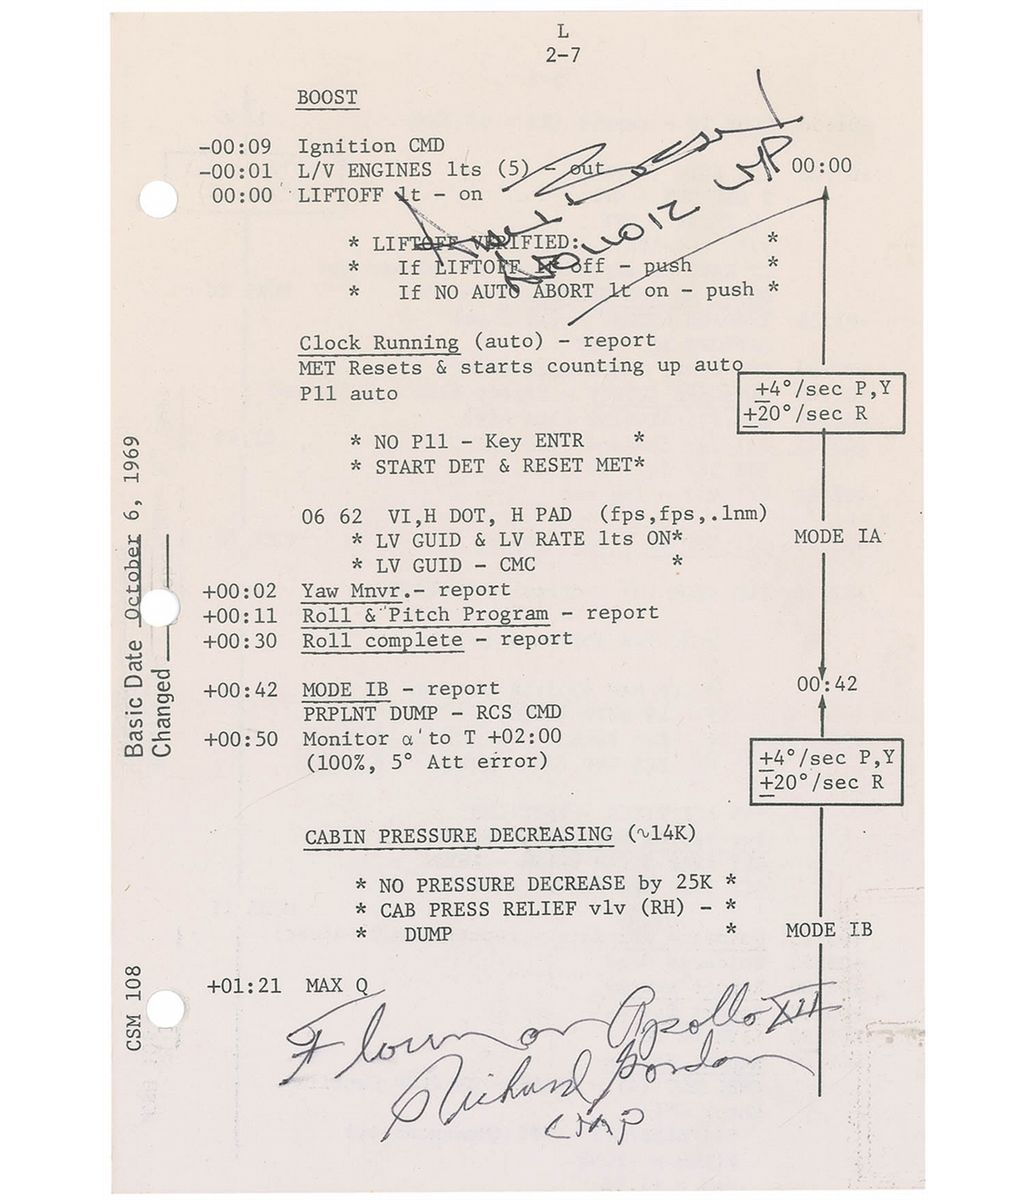 L
2-7
BOOST
-00:09 Ignition CMD
-00:01 L/V ENGINES lts (5) - out
00:00 LIFTOFF lt - on
00:00
* LIFTOFF VERIFIED: *
* If LIFTOFF lt off - push *
* If NO AUTO ABORT lt on - push *
APOLLO 12 LMP
Clock Running (auto) - report
MET Resets & starts counting up auto
P11 auto
+4°/sec P,Y
+20°/sec R
* NO P11 - Key ENTR *
* START DET & RESET MET*
06 62 VI,H DOT, H PAD (fps,fps,.1nm)
* LV GUID & LV RATE lts ON*
* LV GUID - CMC *
MODE IA
+00:02 Yaw Mnvr.- report
+00:11 Roll & Pitch Program - report
+00:30 Roll complete - report
00:42
+00:42 MODE IB - report
PRPLNT DUMP - RCS CMD
+00:50 Monitor α to T +02:00
(100%, 5° Att error)
+4°/sec P,Y
+20°/sec R
CABIN PRESSURE DECREASING (~14K)
* NO PRESSURE DECREASE by 25K *
* CAB PRESS RELIEF vlv (RH) - *
* DUMP *
MODE IB
+01:21 MAX Q
Flown on Apollo XII
Richard Gordon
CMP
Basic Date October 6, 1969
Changed
CSM 108